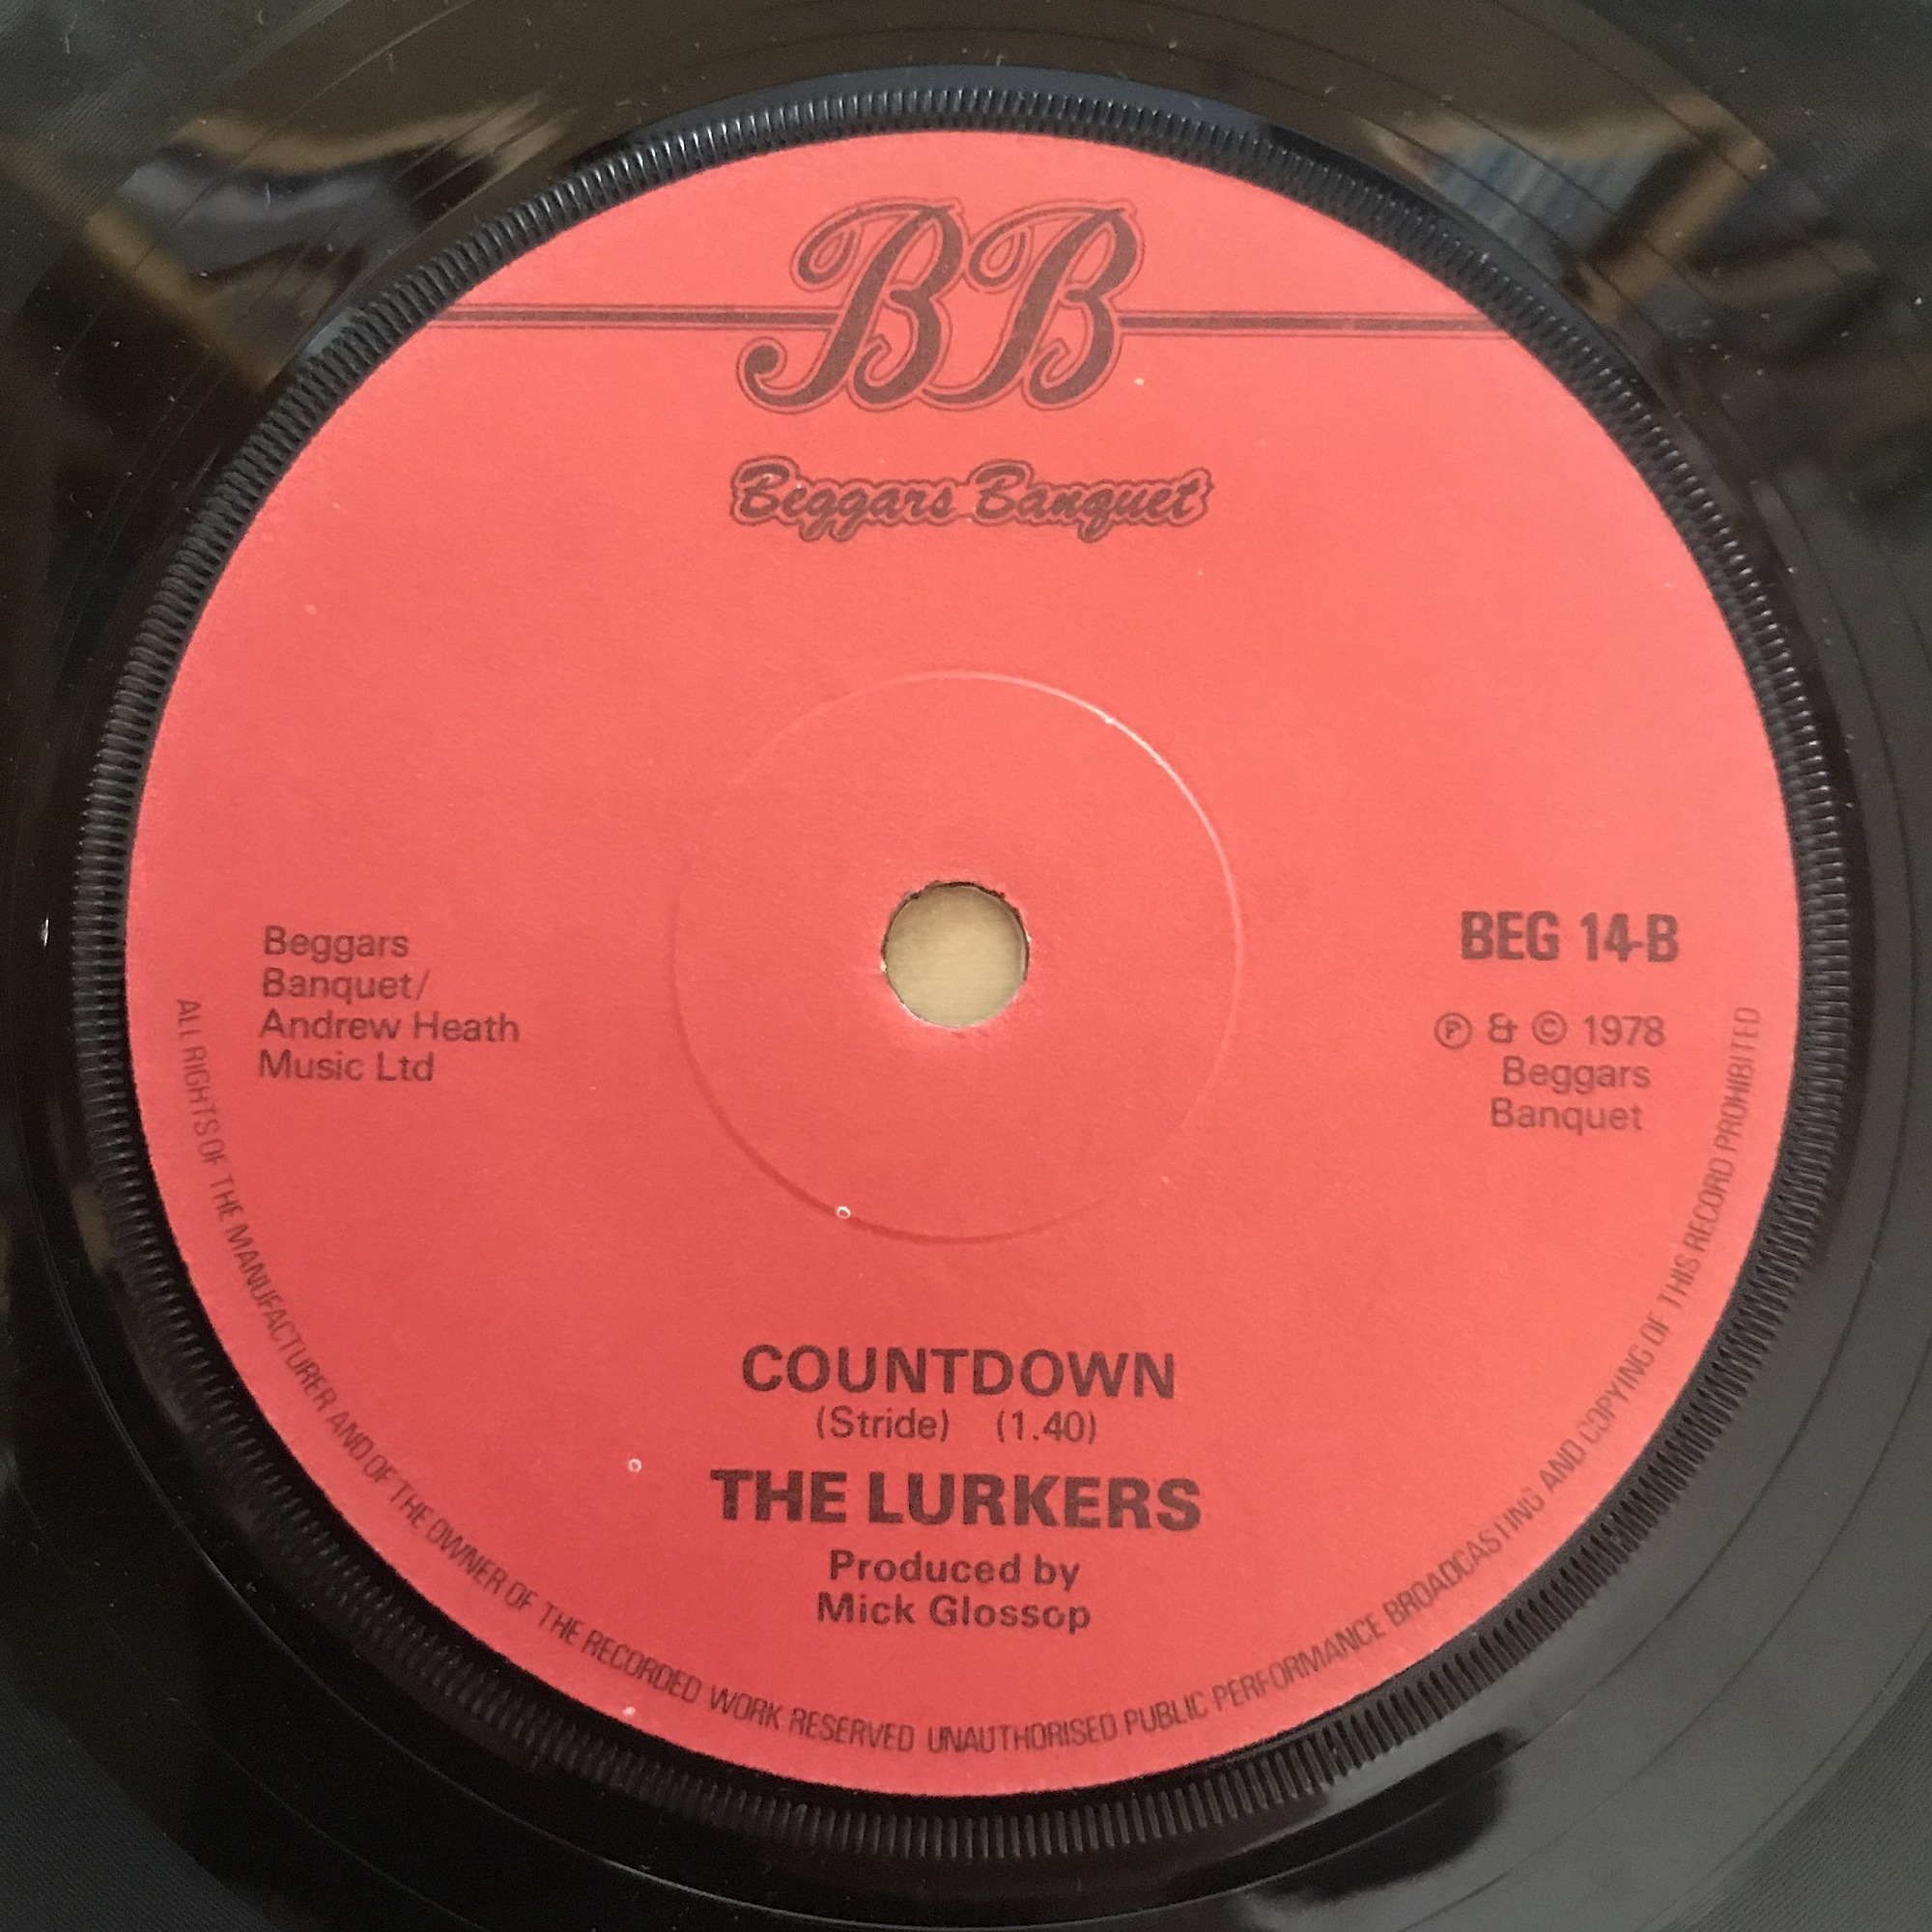 BB
Beggars Banquet
Beggars
Banquet/
Andrew Heath
Music Ltd
BEG 14-B
℗ & © 1978
Beggars
Banquet
COUNTDOWN
(Stride) (1.40)
THE LURKERS
Produced by
Mick Glossop
ALL RIGHTS OF THE MANUFACTURER AND OF THE OWNER OF THE RECORDED WORK RESERVED UNAUTHORISED PUBLIC PERFORMANCE BROADCASTING AND COPYING OF THIS RECORD PROHIBITED